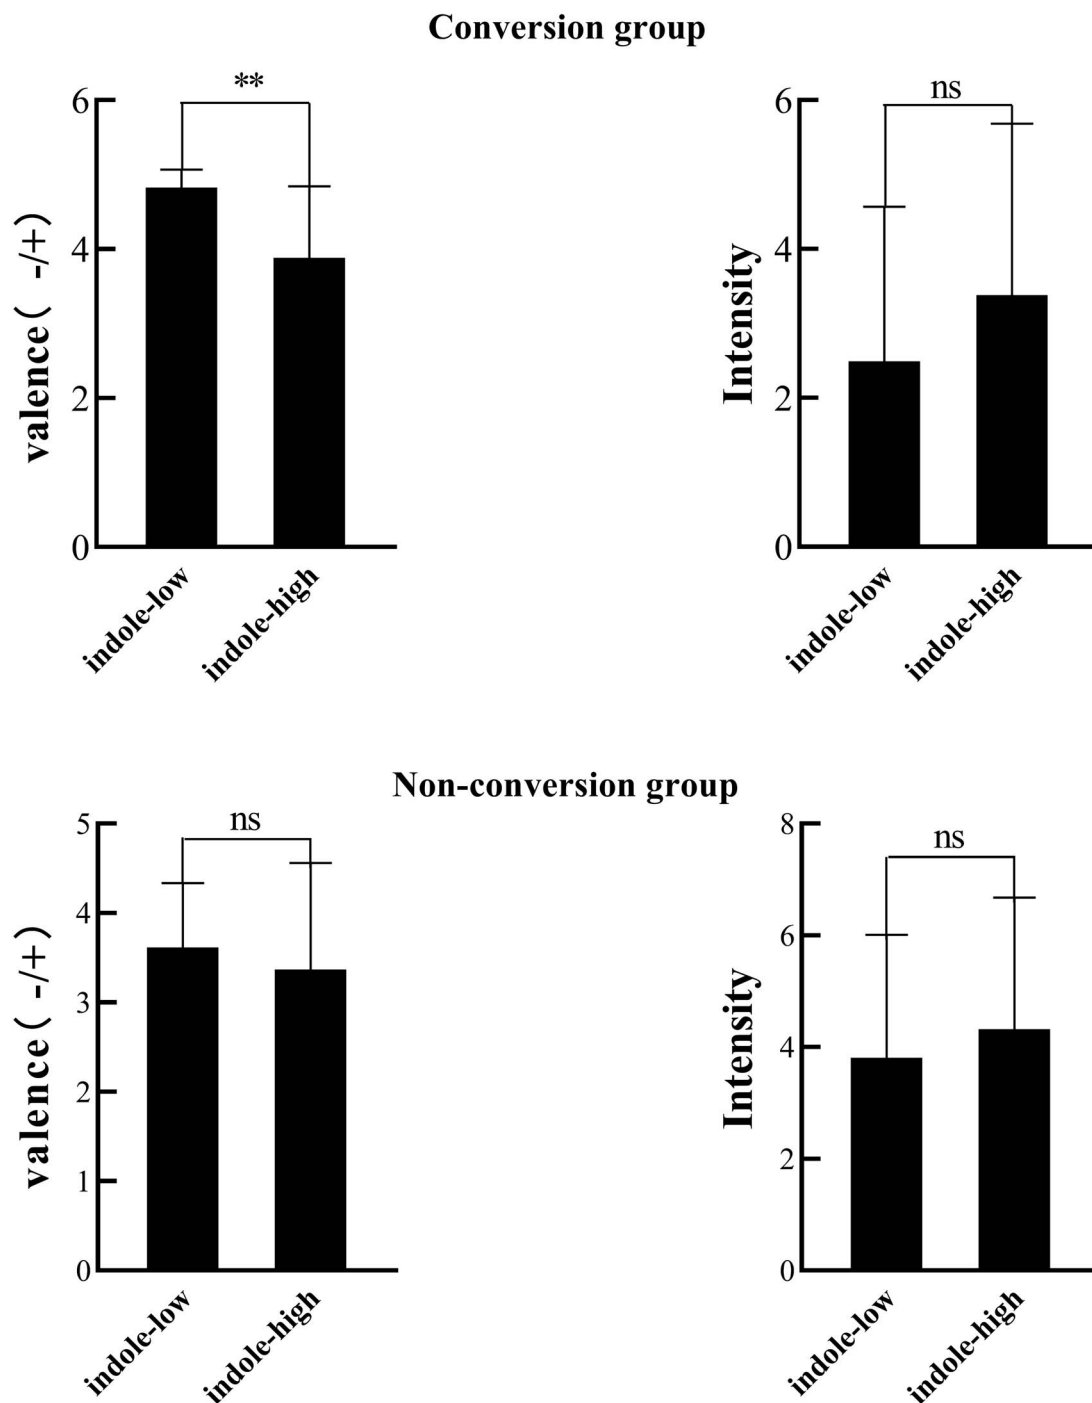 Conversion group
**
valence( -/+)
6
4
2
0
indole-low
indole-high
ns
Intensity
6
4
2
0
indole-low
indole-high
Non-conversion group
ns
valence( -/+)
5
4
3
2
1
0
indole-low
indole-high
ns
Intensity
8
6
4
2
0
indole-low
indole-high